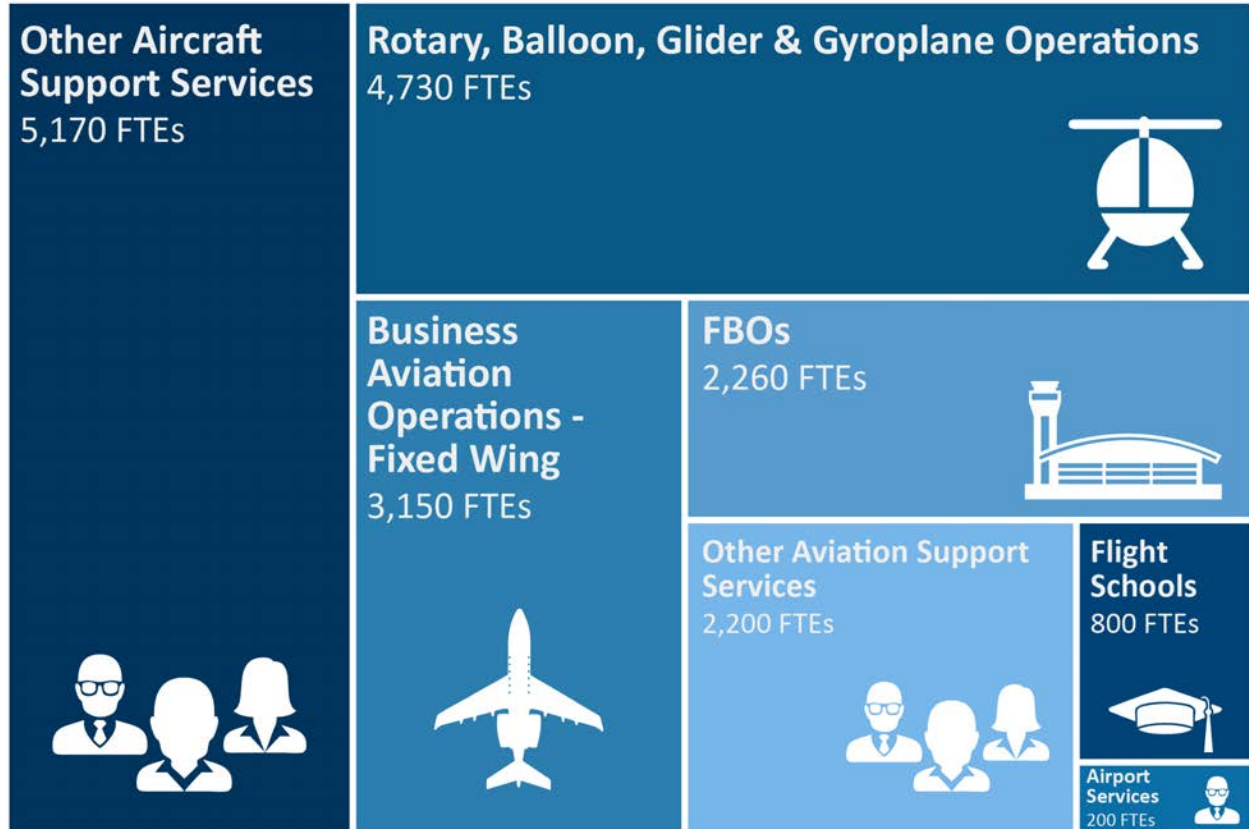 Other Aircraft
Support Services
5,170 FTEs
Rotary, Balloon, Glider & Gyroplane Operations
4,730 FTEs
Business
Aviation
Operations -
Fixed Wing
3,150 FTEs
FBOs
2,260 FTEs
Other Aviation Support
Services
2,200 FTEs
Flight
Schools
800 FTEs
Airport
Services
200 FTEs